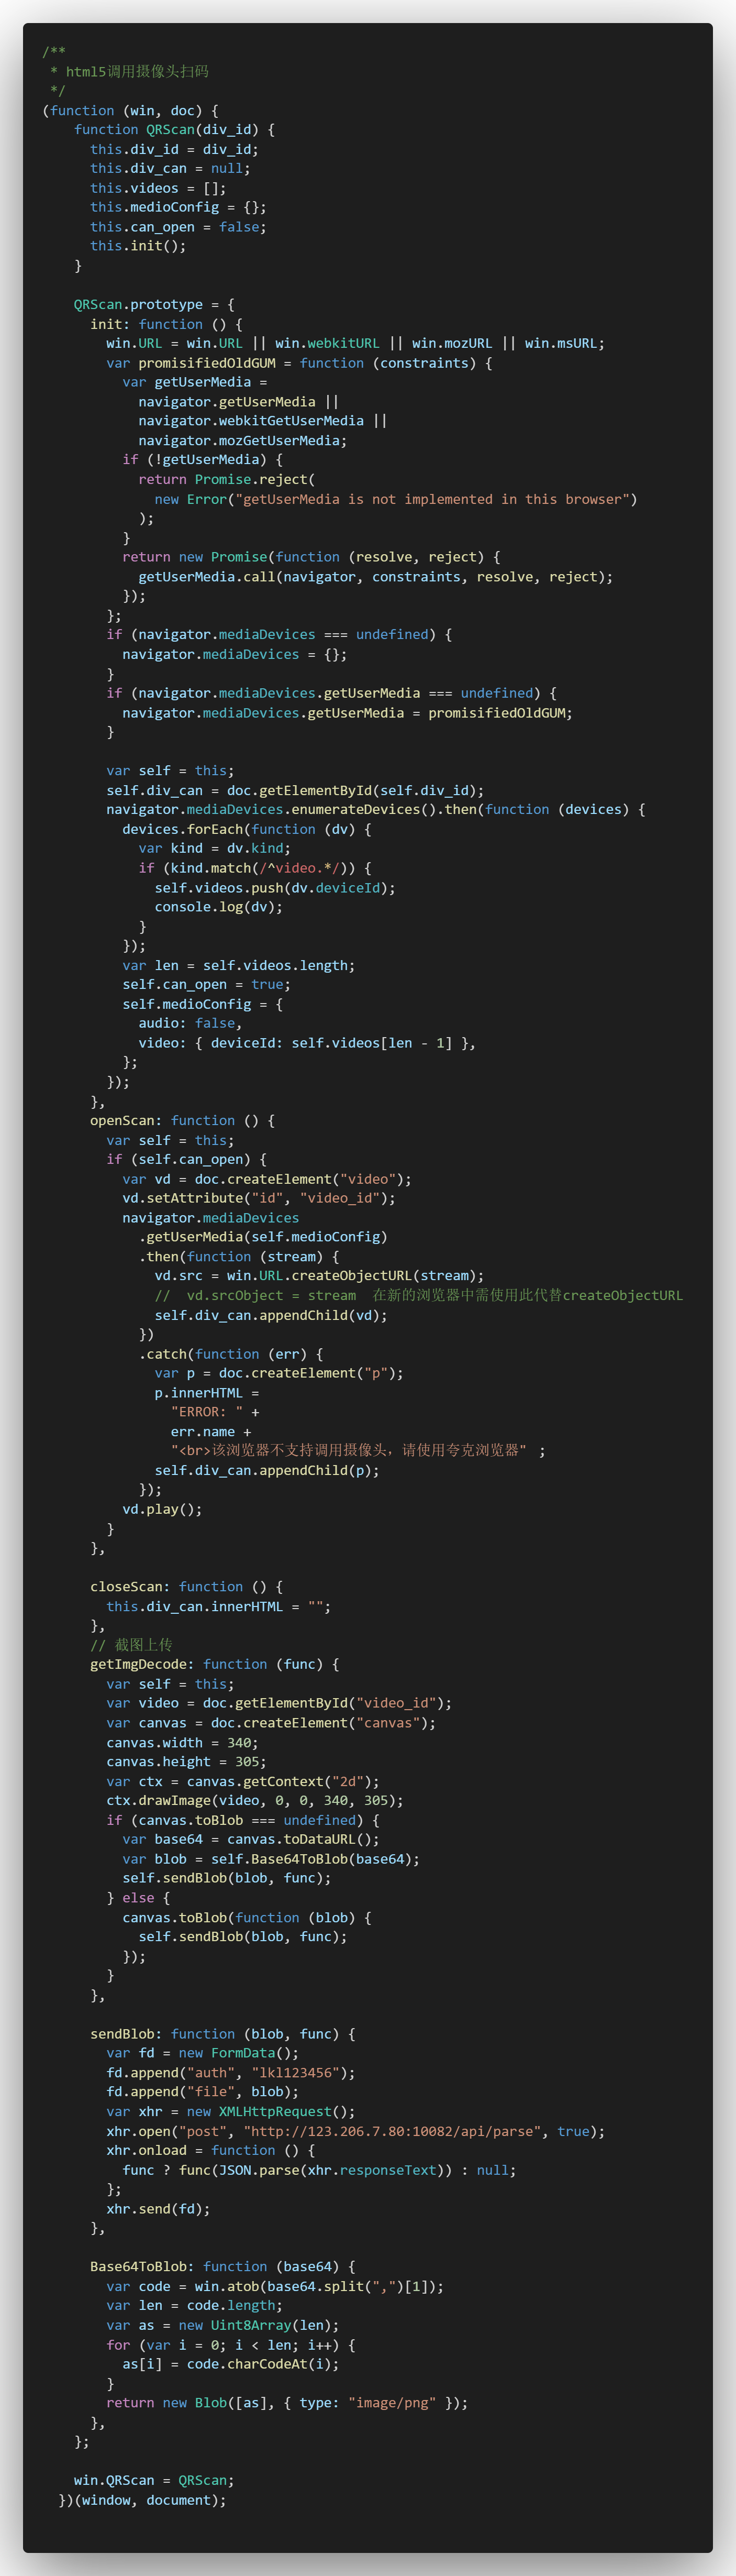 /**
 * html5调用摄像头扫码
 */
(function (win, doc) {
    function QRScan(div_id) {
      this.div_id = div_id;
      this.div_can = null;
      this.videos = [];
      this.medioConfig = {};
      this.can_open = false;
      this.init();
    }

    QRScan.prototype = {
      init: function () {
        win.URL = win.URL || win.webkitURL || win.mozURL || win.msURL;
        var promisifiedOldGUM = function (constraints) {
          var getUserMedia =
            navigator.getUserMedia ||
            navigator.webkitGetUserMedia ||
            navigator.mozGetUserMedia;
          if (!getUserMedia) {
            return Promise.reject(
              new Error("getUserMedia is not implemented in this browser")
            );
          }
          return new Promise(function (resolve, reject) {
            getUserMedia.call(navigator, constraints, resolve, reject);
          });
        };
        if (navigator.mediaDevices === undefined) {
          navigator.mediaDevices = {};
        }
        if (navigator.mediaDevices.getUserMedia === undefined) {
          navigator.mediaDevices.getUserMedia = promisifiedOldGUM;
        }

        var self = this;
        self.div_can = doc.getElementById(self.div_id);
        navigator.mediaDevices.enumerateDevices().then(function (devices) {
          devices.forEach(function (dv) {
            var kind = dv.kind;
            if (kind.match(/^video.*/)) {
              self.videos.push(dv.deviceId);
              console.log(dv);
            }
          });
          var len = self.videos.length;
          self.can_open = true;
          self.medioConfig = {
            audio: false,
            video: { deviceId: self.videos[len - 1] },
          };
        });
      },
      openScan: function () {
        var self = this;
        if (self.can_open) {
          var vd = doc.createElement("video");
          vd.setAttribute("id", "video_id");
          navigator.mediaDevices
            .getUserMedia(self.medioConfig)
            .then(function (stream) {
              vd.src = win.URL.createObjectURL(stream);
              //  vd.srcObject = stream  在新的浏览器中需使用此代替createObjectURL
              self.div_can.appendChild(vd);
            })
            .catch(function (err) {
              var p = doc.createElement("p");
              p.innerHTML =
                "ERROR: " +
                err.name +
                "<br>该浏览器不支持调用摄像头，请使用夸克浏览器" ;
              self.div_can.appendChild(p);
            });
          vd.play();
        }
      },

      closeScan: function () {
        this.div_can.innerHTML = "";
      },
      // 截图上传
      getImgDecode: function (func) {
        var self = this;
        var video = doc.getElementById("video_id");
        var canvas = doc.createElement("canvas");
        canvas.width = 340;
        canvas.height = 305;
        var ctx = canvas.getContext("2d");
        ctx.drawImage(video, 0, 0, 340, 305);
        if (canvas.toBlob === undefined) {
          var base64 = canvas.toDataURL();
          var blob = self.Base64ToBlob(base64);
          self.sendBlob(blob, func);
        } else {
          canvas.toBlob(function (blob) {
            self.sendBlob(blob, func);
          });
        }
      },

      sendBlob: function (blob, func) {
        var fd = new FormData();
        fd.append("auth", "lkl123456");
        fd.append("file", blob);
        var xhr = new XMLHttpRequest();
        xhr.open("post", "http://123.206.7.80:10082/api/parse", true);
        xhr.onload = function () {
          func ? func(JSON.parse(xhr.responseText)) : null;
        };
        xhr.send(fd);
      },

      Base64ToBlob: function (base64) {
        var code = win.atob(base64.split(",")[1]);
        var len = code.length;
        var as = new Uint8Array(len);
        for (var i = 0; i < len; i++) {
          as[i] = code.charCodeAt(i);
        }
        return new Blob([as], { type: "image/png" });
      },
    };

    win.QRScan = QRScan;
  })(window, document);